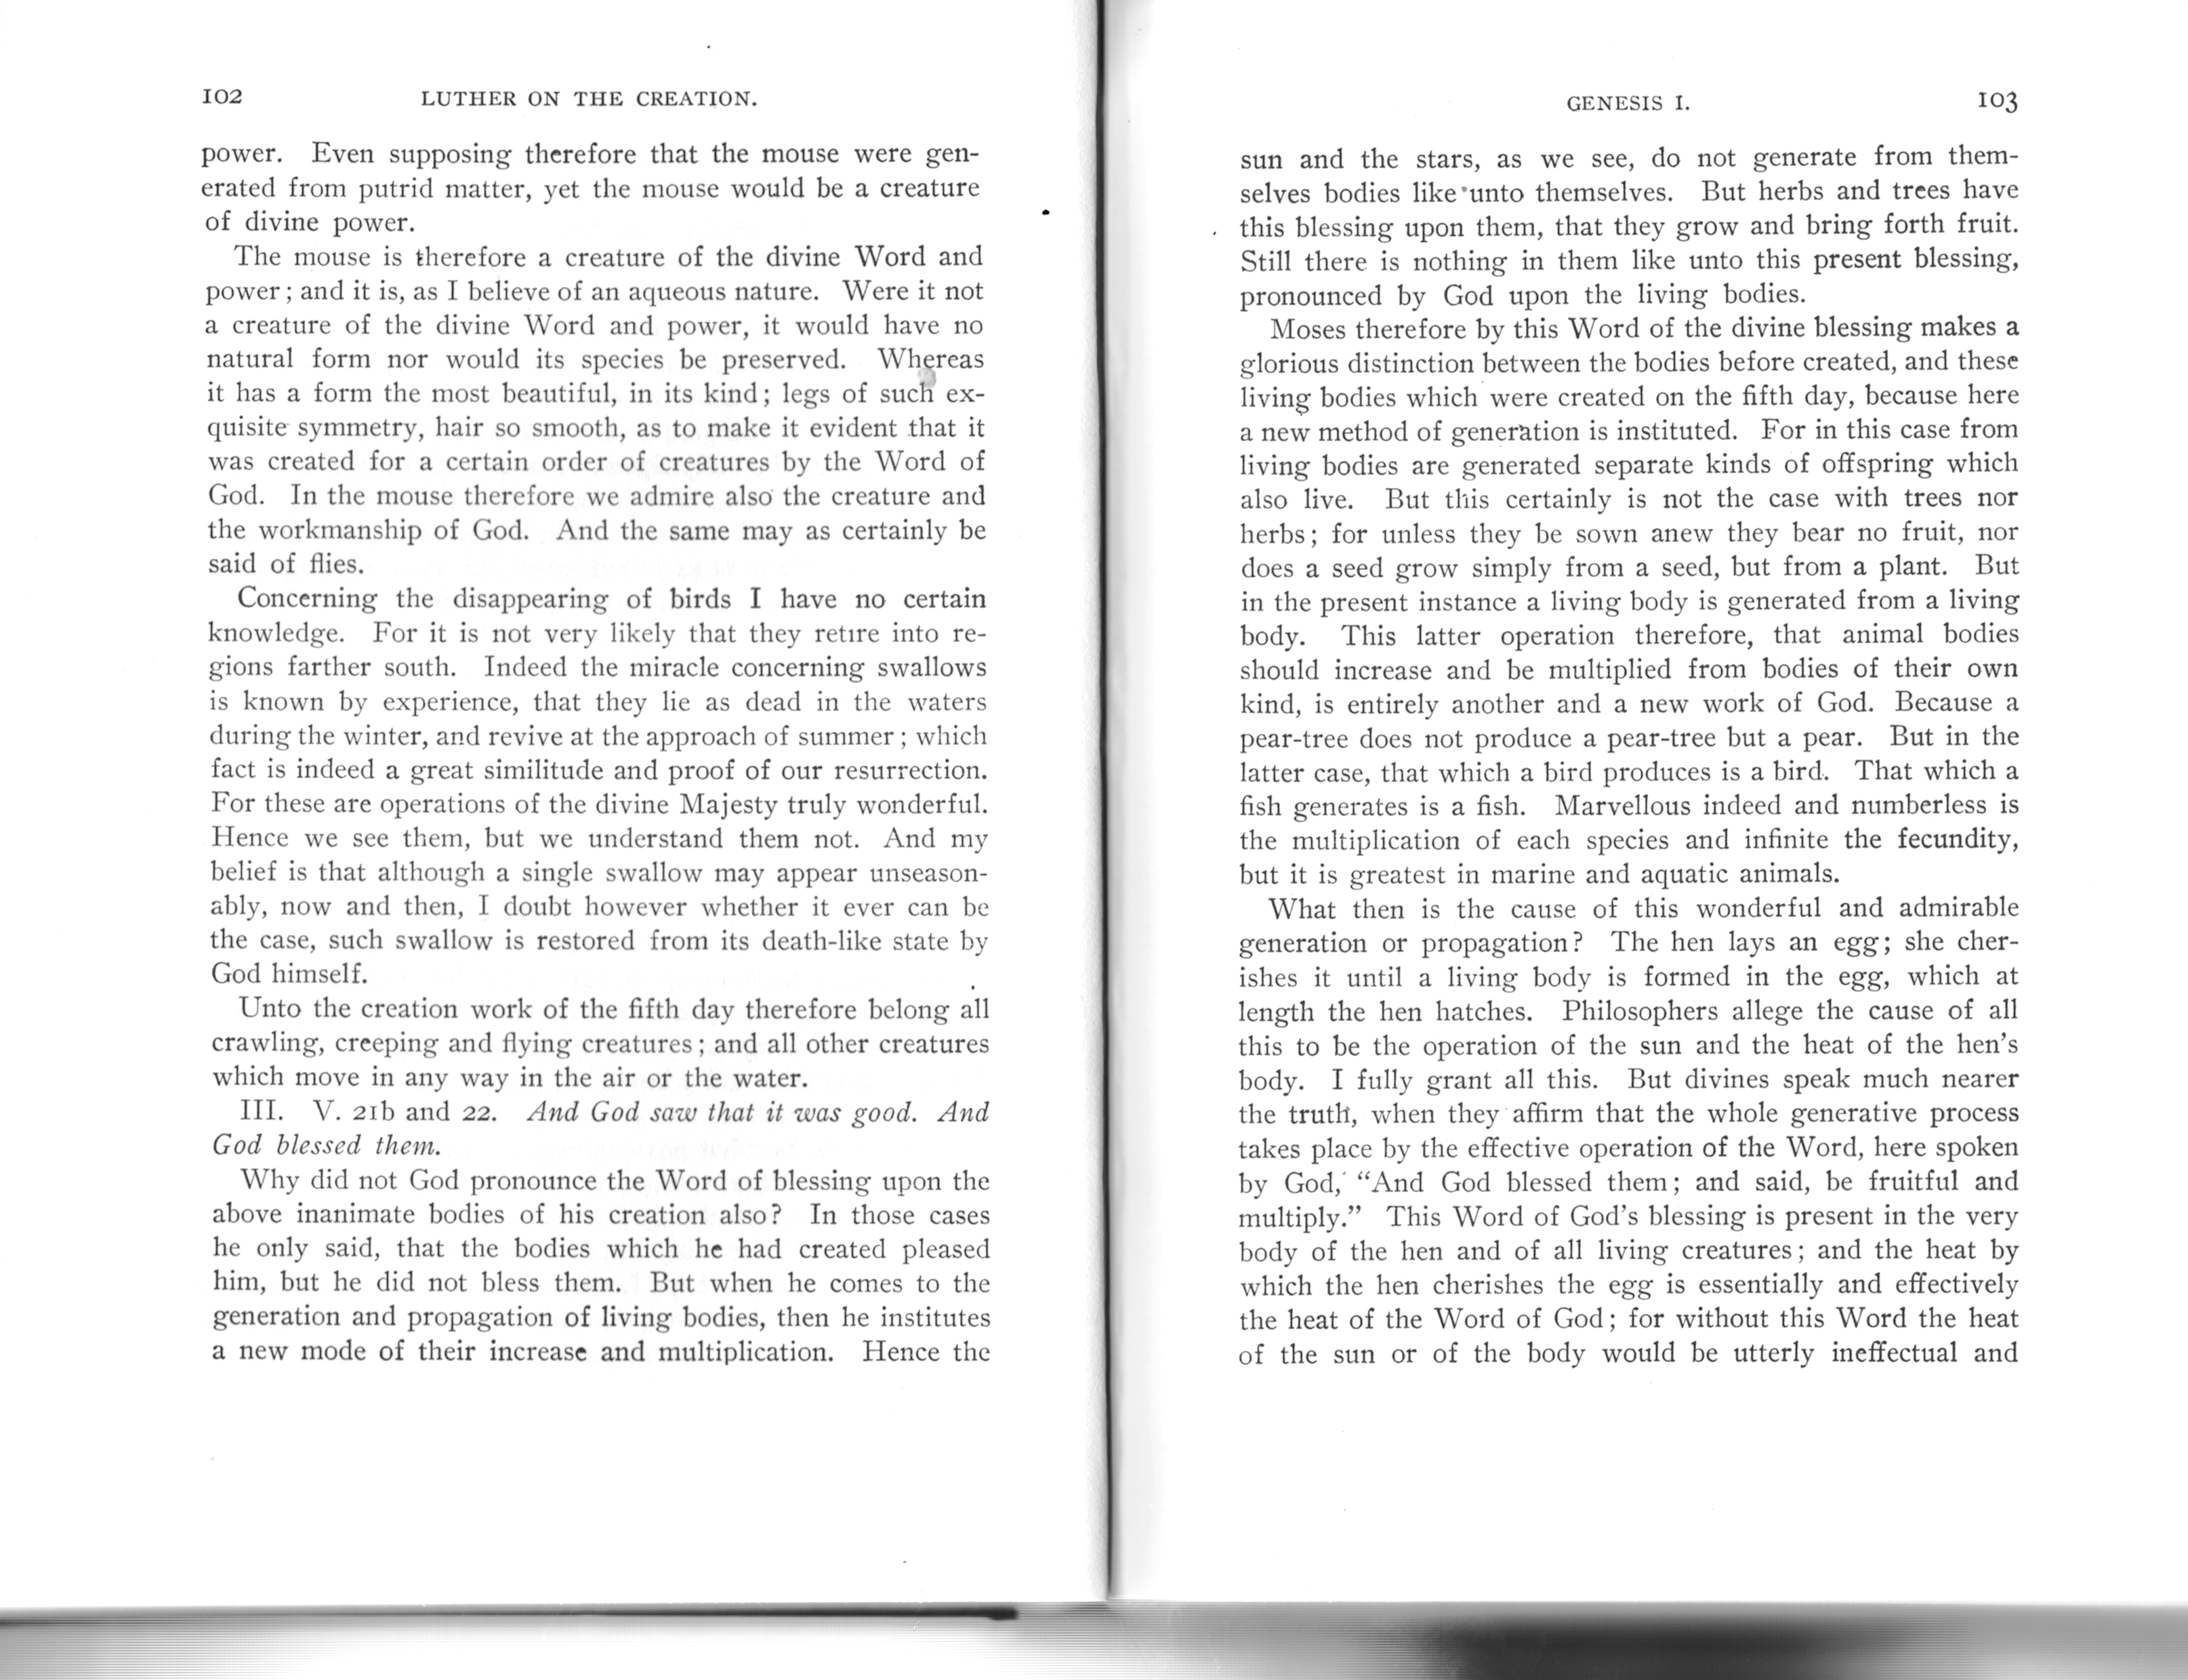 102 LUTHER ON THE CREATION.
power. Even supposing therefore that the mouse were gen-
erated from putrid matter, yet the mouse would be a creature
of divine power.
The mouse is therefore a creature of the divine Word and
power; and it is, as I believe of an aqueous nature. Were it not
a creature of the divine Word and power, it would have no
natural form nor would its species be preserved. Whereas
it has a form the most beautiful, in its kind; legs of such ex-
quisite symmetry, hair so smooth, as to make it evident that it
was created for a certain order of creatures by the Word of
God. In the mouse therefore we admire also the creature and
the workmanship of God. And the same may as certainly be
said of flies.
Concerning the disappearing of birds I have no certain
knowledge. For it is not very likely that they retire into re-
gions farther south. Indeed the miracle concerning swallows
is known by experience, that they lie as dead in the waters
during the winter, and revive at the approach of summer; which
fact is indeed a great similitude and proof of our resurrection.
For these are operations of the divine Majesty truly wonderful.
Hence we see them, but we understand them not. And my
belief is that although a single swallow may appear unseason-
ably, now and then, I doubt however whether it ever can be
the case, such swallow is restored from its death-like state by
God himself.
Unto the creation work of the fifth day therefore belong all
crawling, creeping and flying creatures; and all other creatures
which move in any way in the air or the water.
III. V. 21b and 22. And God saw that it was good. And
God blessed them.
Why did not God pronounce the Word of blessing upon the
above inanimate bodies of his creation also? In those cases
he only said, that the bodies which he had created pleased
him, but he did not bless them. But when he comes to the
generation and propagation of living bodies, then he institutes
a new mode of their increase and multiplication. Hence the
GENESIS I. 103
sun and the stars, as we see, do not generate from them-
selves bodies like unto themselves. But herbs and trees have
this blessing upon them, that they grow and bring forth fruit.
Still there is nothing in them like unto this present blessing,
pronounced by God upon the living bodies.
Moses therefore by this Word of the divine blessing makes a
glorious distinction between the bodies before created, and these
living bodies which were created on the fifth day, because here
a new method of generation is instituted. For in this case from
living bodies are generated separate kinds of offspring which
also live. But this certainly is not the case with trees nor
herbs; for unless they be sown anew they bear no fruit, nor
does a seed grow simply from a seed, but from a plant. But
in the present instance a living body is generated from a living
body. This latter operation therefore, that animal bodies
should increase and be multiplied from bodies of their own
kind, is entirely another and a new work of God. Because a
pear-tree does not produce a pear-tree but a pear. But in the
latter case, that which a bird produces is a bird. That which a
fish generates is a fish. Marvellous indeed and numberless is
the multiplication of each species and infinite the fecundity,
but it is greatest in marine and aquatic animals.
What then is the cause of this wonderful and admirable
generation or propagation? The hen lays an egg; she cher-
ishes it until a living body is formed in the egg, which at
length the hen hatches. Philosophers allege the cause of all
this to be the operation of the sun and the heat of the hen's
body. I fully grant all this. But divines speak much nearer
the truth, when they affirm that the whole generative process
takes place by the effective operation of the Word, here spoken
by God, “And God blessed them; and said, be fruitful and
multiply.” This Word of God's blessing is present in the very
body of the hen and of all living creatures; and the heat by
which the hen cherishes the egg is essentially and effectively
the heat of the Word of God; for without this Word the heat
of the sun or of the body would be utterly ineffectual and